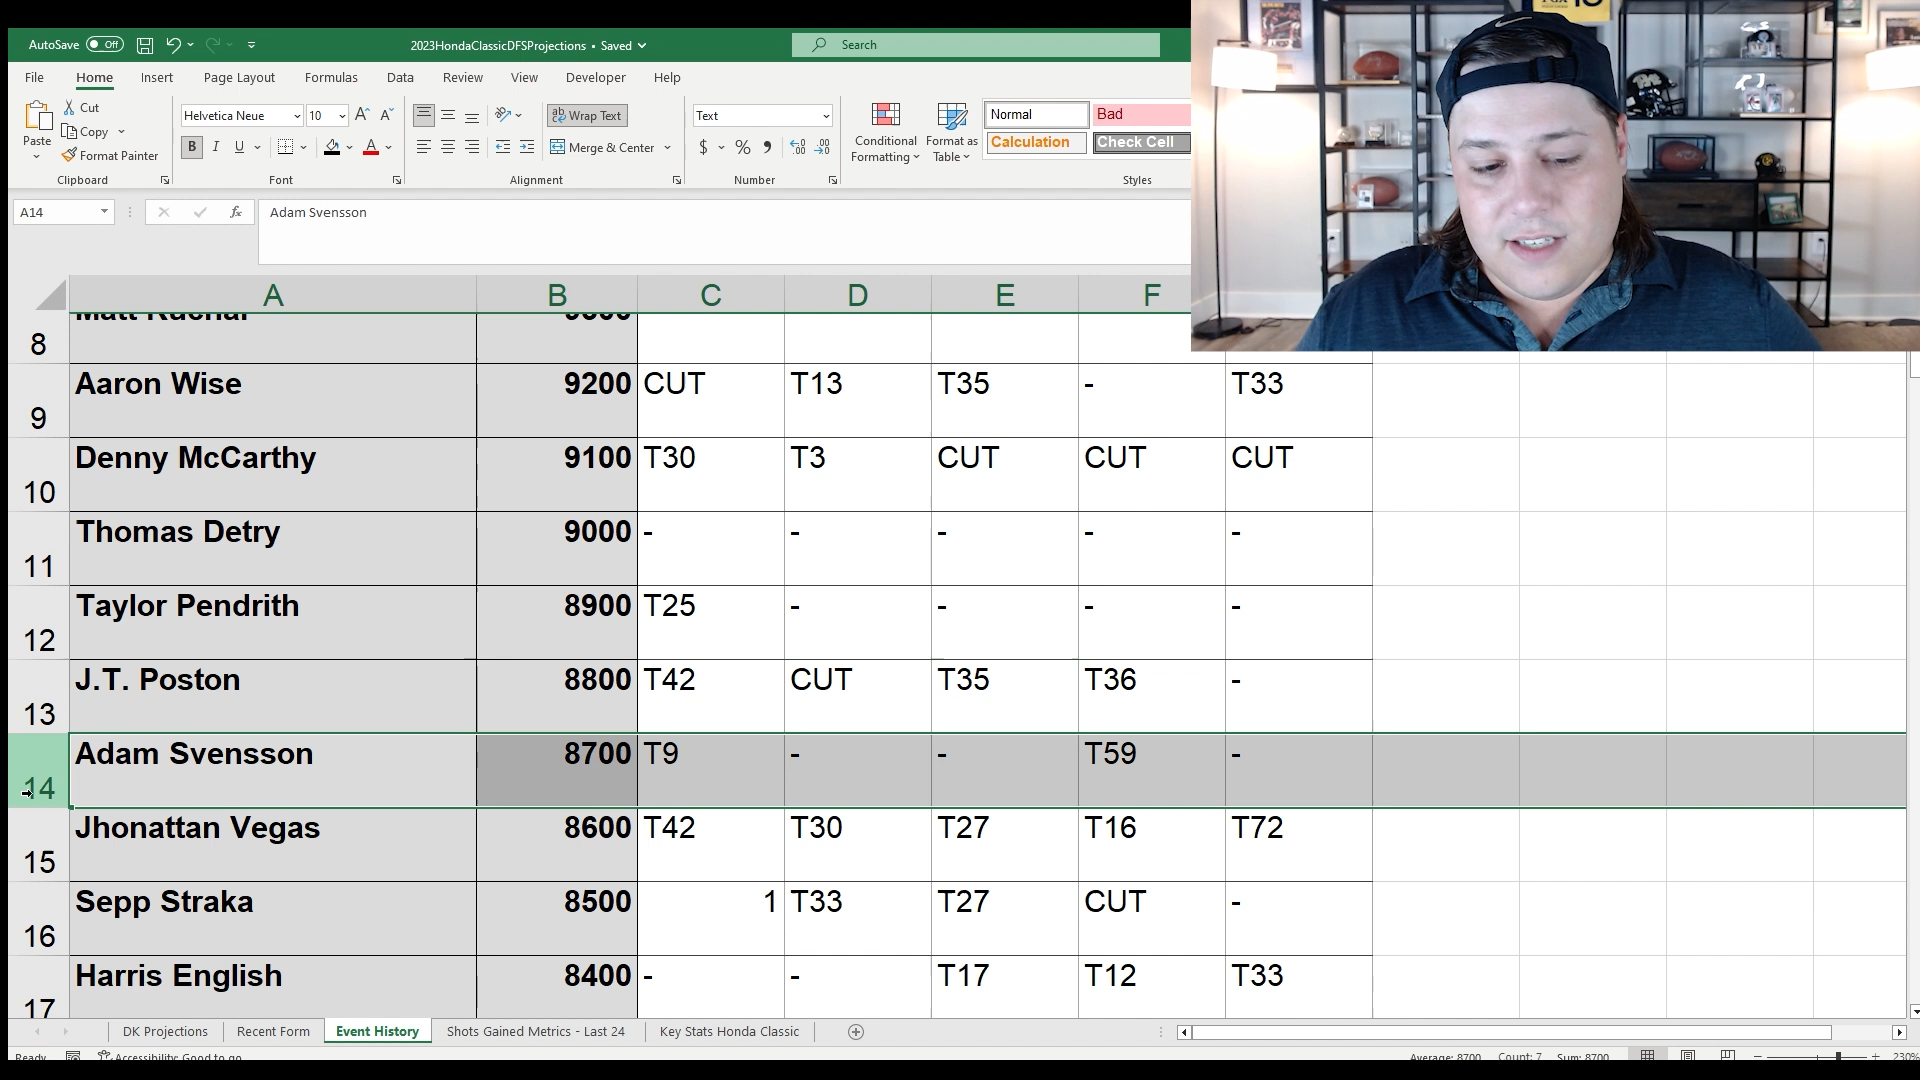 AutoSave Off 2023HondaClassicDFSProjections • Saved Search
File Home Insert Page Layout Formulas Data Review View Developer Help
Paste Cut Copy Format Painter Clipboard
Helvetica Neue 10 B I U A Font
ab Wrap Text Merge & Center Alignment
Text $ % Number
Conditional Formatting Format as Table
Normal Bad Calculation Check Cell Styles
A14 fx Adam Svensson
A B C D E F
8
9 Aaron Wise 9200 CUT T13 T35 - T33
10 Denny McCarthy 9100 T30 T3 CUT CUT CUT
11 Thomas Detry 9000 - - - - -
12 Taylor Pendrith 8900 T25 - - - -
13 J.T. Poston 8800 T42 CUT T35 T36 -
14 Adam Svensson 8700 T9 - - T59 -
15 Jhonattan Vegas 8600 T42 T30 T27 T16 T72
16 Sepp Straka 8500 1 T33 T27 CUT -
17 Harris English 8400 - - T17 T12 T33
DK Projections Recent Form Event History Shots Gained Metrics - Last 24 Key Stats Honda Classic
Ready Accessibility: Good to go Average: 8700 Count: 7 Sum: 8700 230%